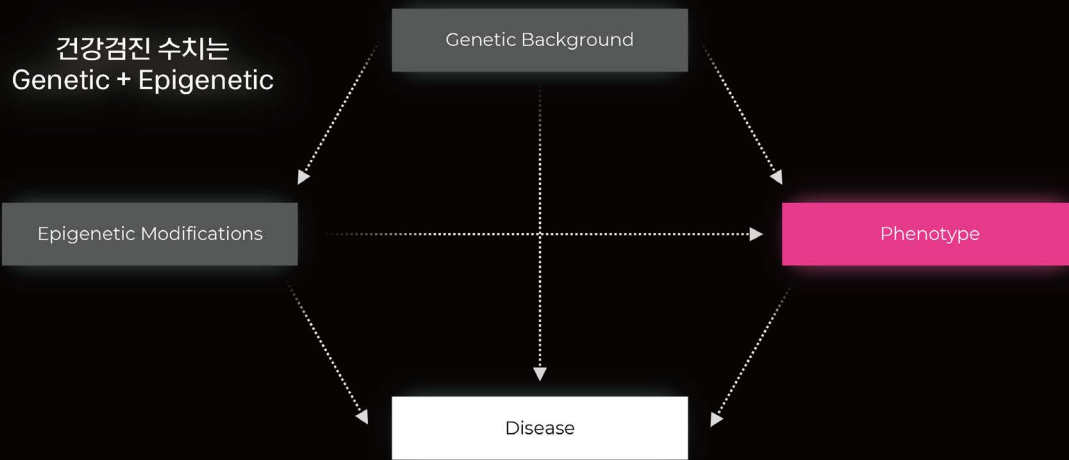 건강검진 수치는
Genetic + Epigenetic
Genetic Background
Epigenetic Modifications
Phenotype
Disease